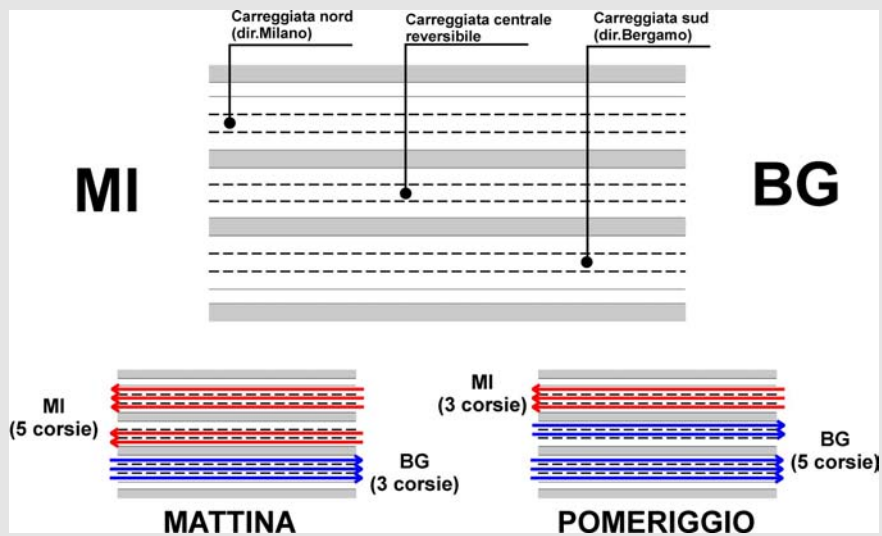 Carreggiata nord
(dir.Milano)
Carreggiata centrale
reversibile
Carreggiata sud
(dir.Bergamo)
MI
BG
MI
(5 corsie)
BG
(3 corsie)
MATTINA
MI
(3 corsie)
BG
(5 corsie)
POMERIGGIO